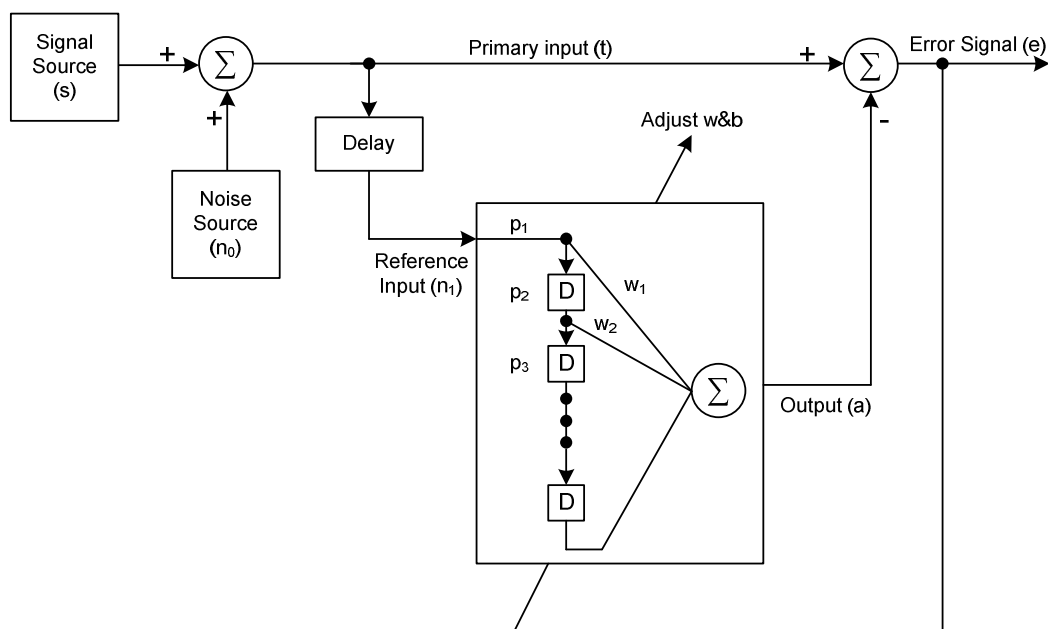 Signal
Source
(s)
+
Σ
+
Noise
Source
(n₀)
Primary input (t)
+
Σ
-
Error Signal (e)
Delay
Adjust w&b
Reference
Input (n₁)
p₁
p₂
D
w₁
w₂
p₃
D
Σ
D
Output (a)